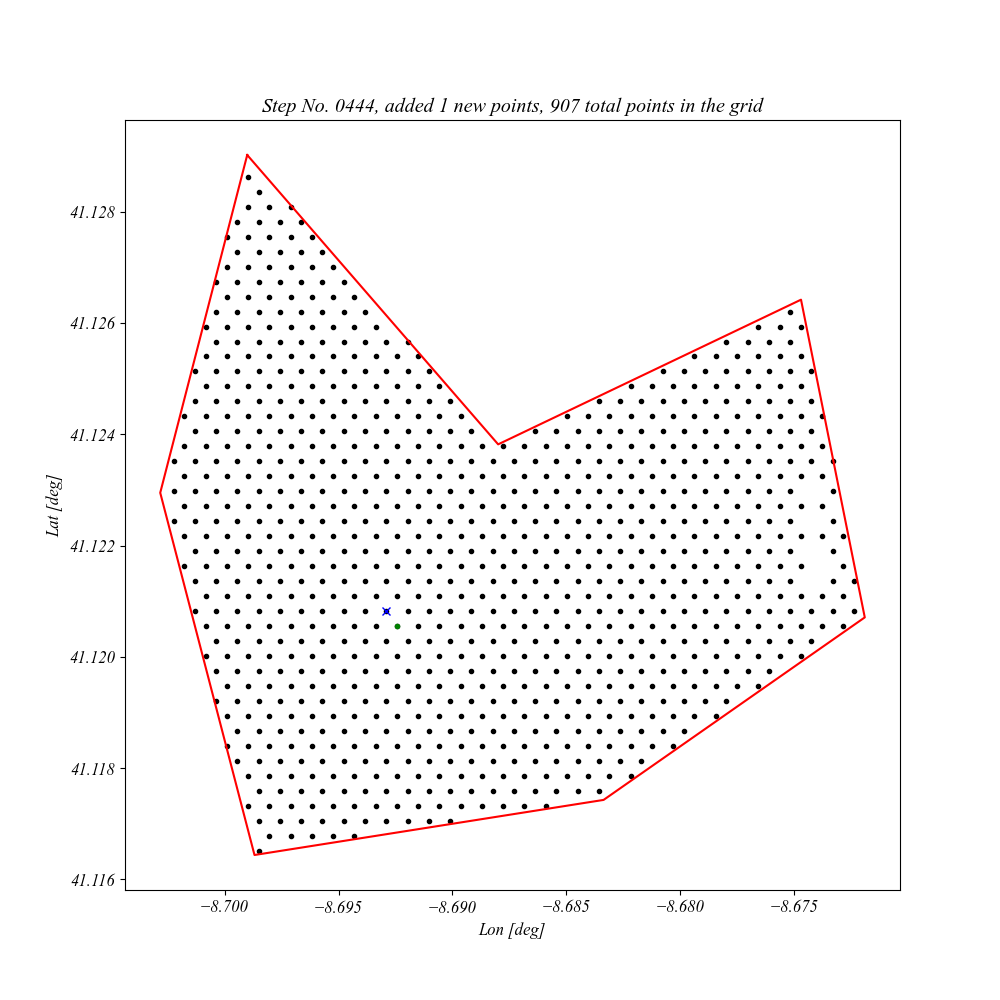 Step No. 0444, added 1 new points, 907 total points in the grid
41.128
41.126
41.124
41.122
41.120
41.118
41.116
Lat [deg]
−8.700 −8.695 −8.690 −8.685 −8.680 −8.675
Lon [deg]